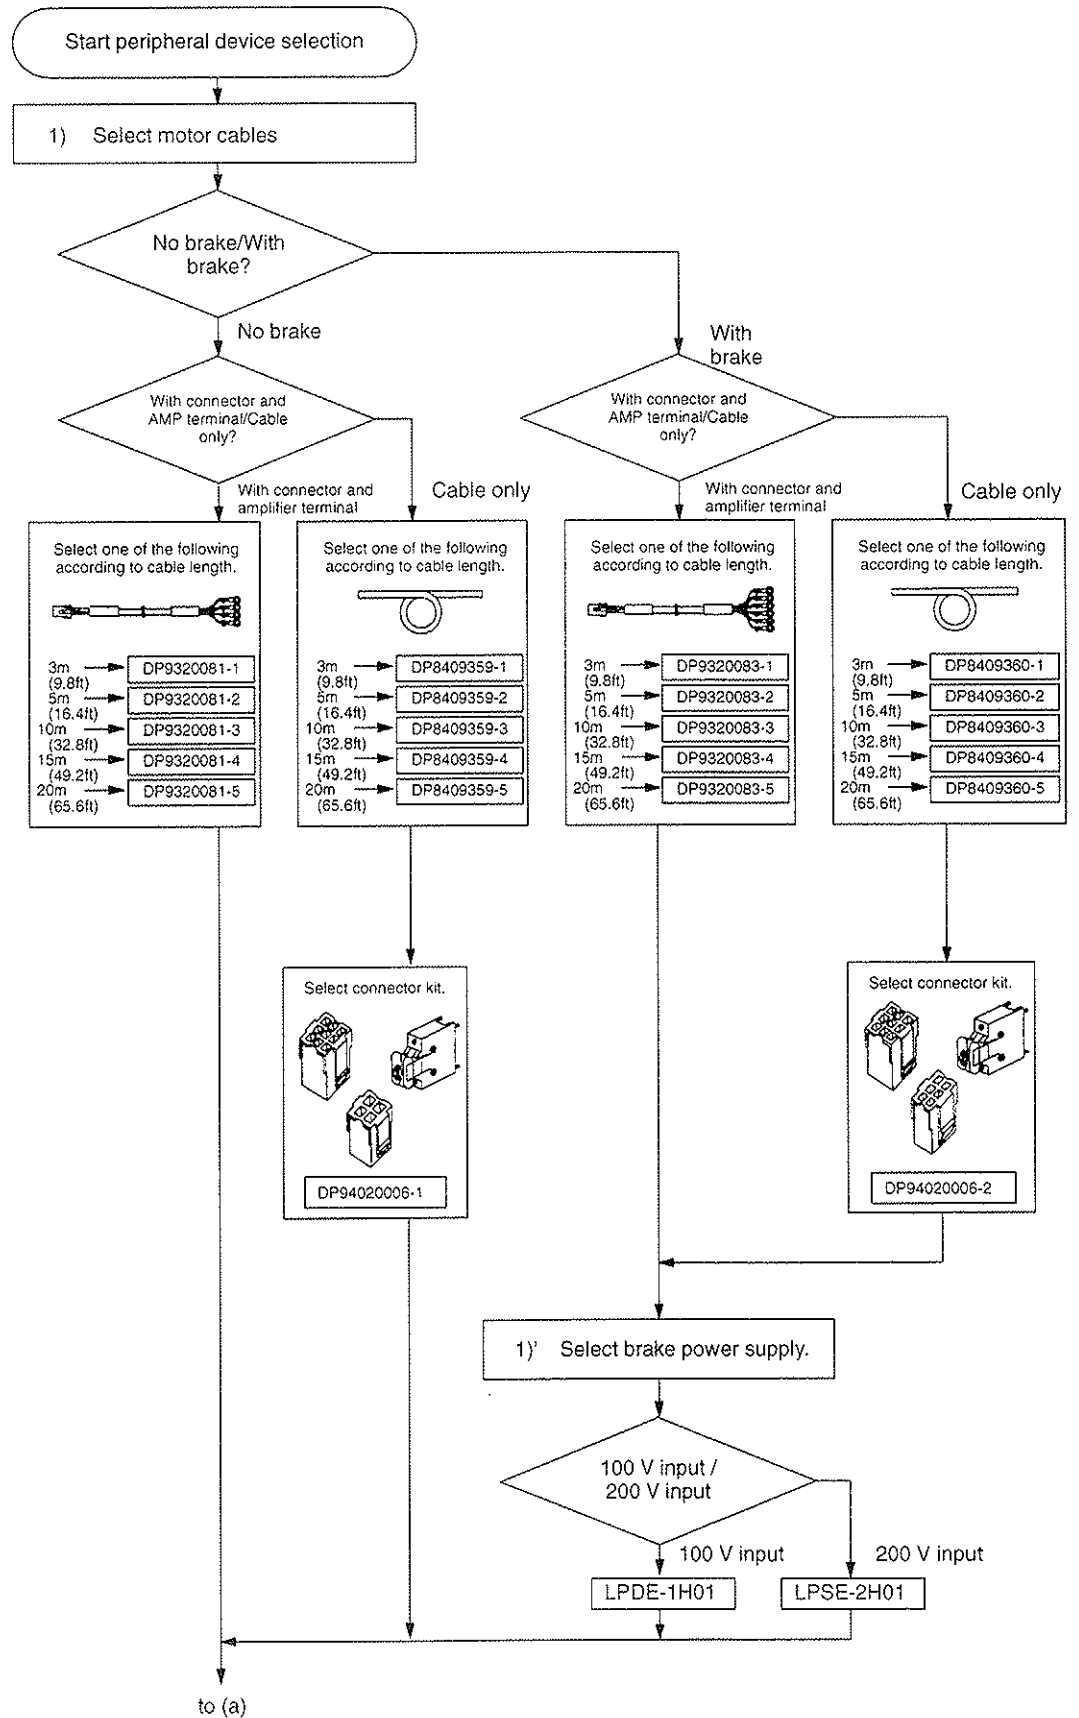 Start peripheral device selection
1) Select motor cables
No brake/With
brake?
No brake
With
brake
With connector and
AMP terminal/Cable
only?
With connector and
amplifier terminal
Cable only
With connector and
AMP terminal/Cable
only?
With connector and
amplifier terminal
Cable only
Select one of the following
according to cable length.
3m
(9.8ft)
DP9320081-1
5m
(16.4ft)
DP9320081-2
10m
(32.8ft)
DP9320081-3
15m
(49.2ft)
DP9320081-4
20m
(65.6ft)
DP9320081-5
Select one of the following
according to cable length.
3m
(9.8ft)
DP8409359-1
5m
(16.4ft)
DP8409359-2
10m
(32.8ft)
DP8409359-3
15m
(49.2ft)
DP8409359-4
20m
(65.6ft)
DP8409359-5
Select one of the following
according to cable length.
3m
(9.8ft)
DP9320083-1
5m
(16.4ft)
DP9320083-2
10m
(32.8ft)
DP9320083-3
15m
(49.2ft)
DP9320083-4
20m
(65.6ft)
DP9320083-5
Select one of the following
according to cable length.
3m
(9.8ft)
DP8409360-1
5m
(16.4ft)
DP8409360-2
10m
(32.8ft)
DP8409360-3
15m
(49.2ft)
DP8409360-4
20m
(65.6ft)
DP8409360-5
Select connector kit.
DP94020006-1
Select connector kit.
DP94020006-2
1)' Select brake power supply.
100 V input /
200 V input
100 V input
200 V input
LPDE-1H01
LPSE-2H01
to (a)